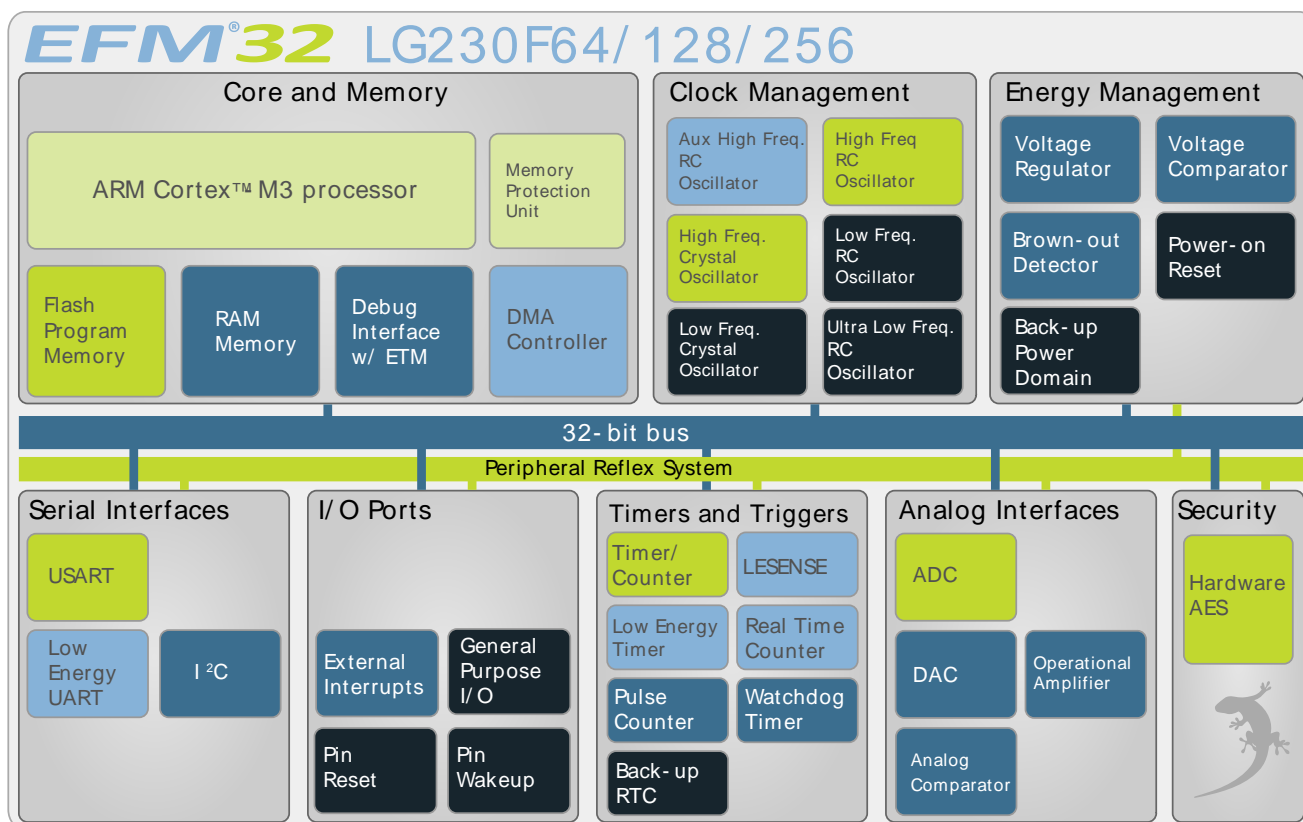 EFM®32 LG230F64/128/256
Core and Memory
ARM Cortex™ M3 processor
Memory
Protection
Unit
Flash
Program
Memory
RAM
Memory
Debug
Interface
w/ ETM
DMA
Controller
Clock Management
Aux High Freq.
RC
Oscillator
High Freq
RC
Oscillator
High Freq.
Crystal
Oscillator
Low Freq.
RC
Oscillator
Low Freq.
Crystal
Oscillator
Ultra Low Freq.
RC
Oscillator
Energy Management
Voltage
Regulator
Voltage
Comparator
Brown-out
Detector
Power-on
Reset
Back-up
Power
Domain
32-bit bus
Peripheral Reflex System
Serial Interfaces
USART
Low
Energy
UART
I²C
I/O Ports
External
Interrupts
General
Purpose
I/O
Pin
Reset
Pin
Wakeup
Timers and Triggers
Timer/
Counter
LESENSE
Low Energy
Timer
Real Time
Counter
Pulse
Counter
Watchdog
Timer
Back-up
RTC
Analog Interfaces
ADC
DAC
Operational
Amplifier
Analog
Comparator
Security
Hardware
AES